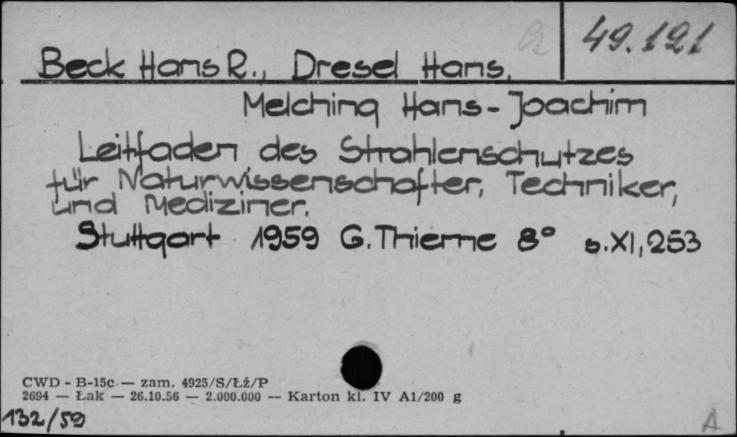 49.121
Beck Hans R., Dresel Hans,
Melching Hans-Joachim
Leitfaden des Strahlenschutzes
für Naturwissenschafter, Techniker,
und Mediziner.
Stuttgart 1959 G. Thieme 8° s. XI, 253
CWD - B-15c — zam. 4925/S/Łź/P
2694 — Łak — 26.10.56 — 2.000.000 — Karton kl. IV A1/200 g
132/59
A